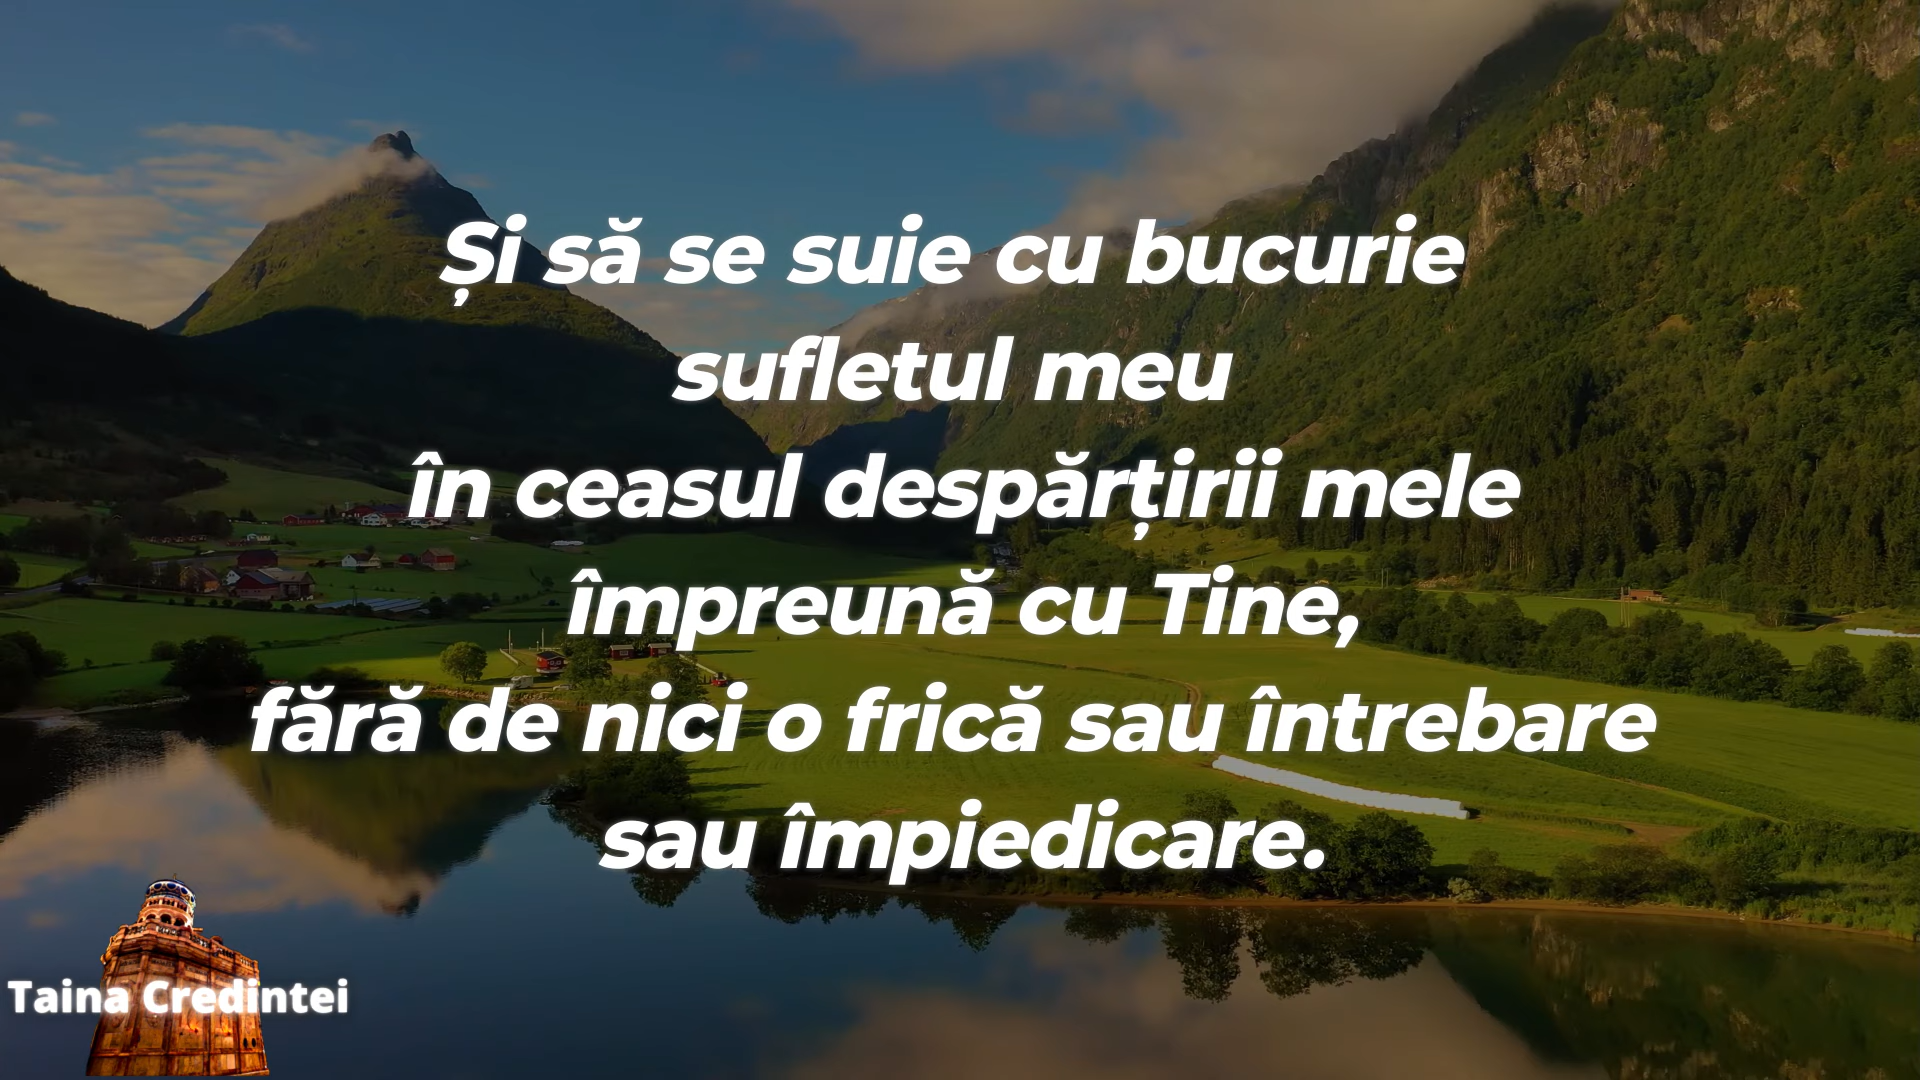 Și să se suie cu bucurie
sufletul meu
în ceasul despărțirii mele
împreună cu Tine,
fără de nici o frică sau întrebare
sau împiedicare.
Taina Credintei